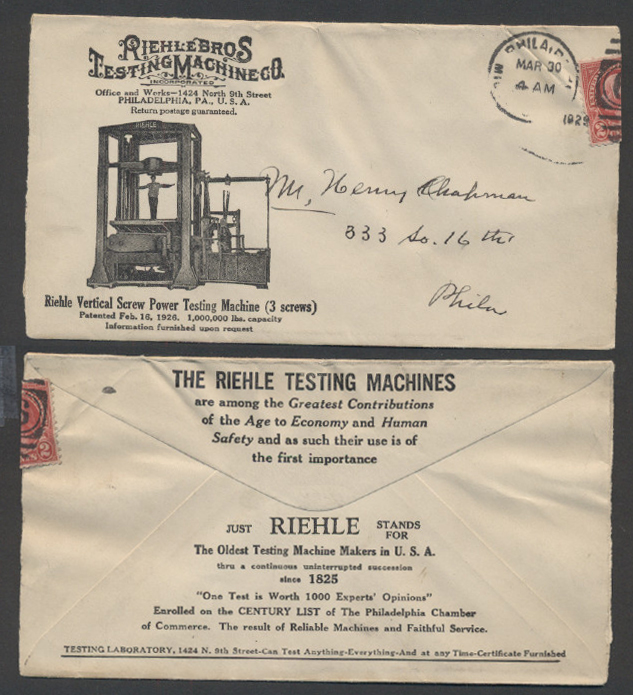 RIEHLE BROS
TESTING MACHINE CO.
INCORPORATED
Office and Works—1424 North 9th Street
PHILADELPHIA, PA., U. S. A.
Return postage guaranteed.
MAR 30
4 AM
1929
RIEHLE
Mr, Henry Chapman
333 So. 16 th
Phila
Riehle Vertical Screw Power Testing Machine (3 screws)
Patented Feb. 16, 1926. 1,000,000 lbs. capacity
Information furnished upon request
THE RIEHLE TESTING MACHINES
are among the Greatest Contributions
of the Age to Economy and Human
Safety and as such their use is of
the first importance
JUST RIEHLE STANDS FOR
The Oldest Testing Machine Makers in U. S. A.
thru a continuous uninterrupted succession
since 1825
"One Test is Worth 1000 Experts' Opinions"
Enrolled on the CENTURY LIST of The Philadelphia Chamber
of Commerce. The result of Reliable Machines and Faithful Service.
TESTING LABORATORY, 1424 N. 9th Street-Can Test Anything-Everything-And at any Time-Certificate Furnished